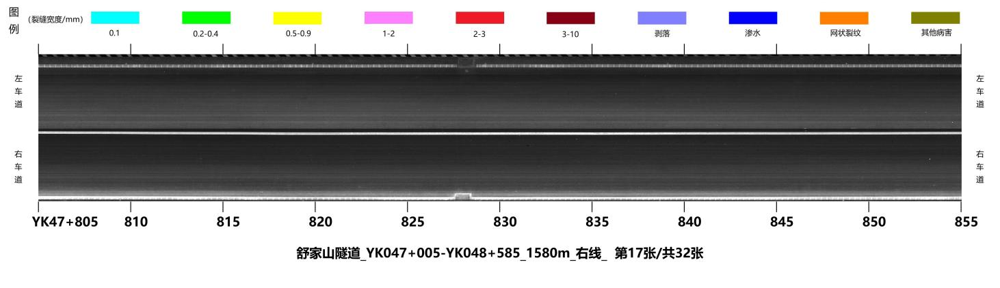 图例 (裂缝宽度/mm) 0.1 0.2-0.4 0.5-0.9 1-2 2-3 3-10 剥落 渗水 网状裂纹 其他病害
左车道 左车道
右车道 右车道
YK47+805 810 815 820 825 830 835 840 845 850 855
舒家山隧道_YK047+005-YK048+585_1580m_右线_ 第17张/共32张